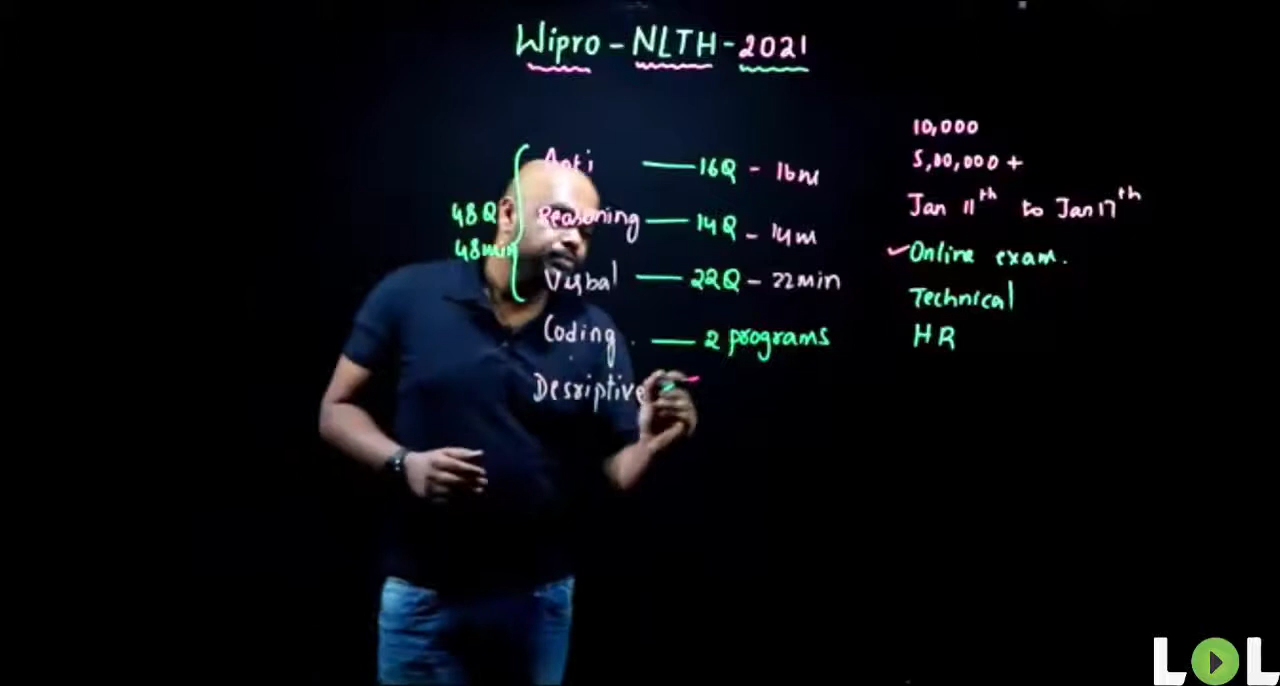 Wipro - NLTH - 2021
Apti — 16Q - 16m
Reasoning — 14Q - 14m
Verbal — 22Q - 22min
48Q
48min
Coding. — 2 programs
Desriptive
10,000
5,00,000 +
Jan 11th to Jan 17th
Online exam.
Technical
HR
LOL